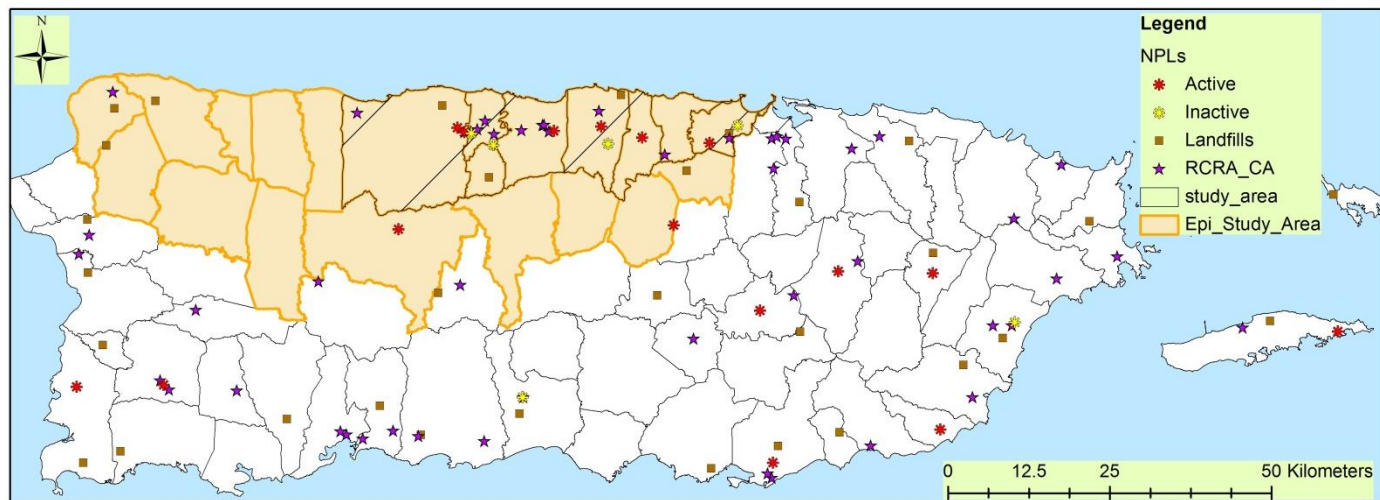 N
Legend
NPLs
Active
Inactive
Landfills
RCRA_CA
study_area
Epi_Study_Area
0 12.5 25 50 Kilometers